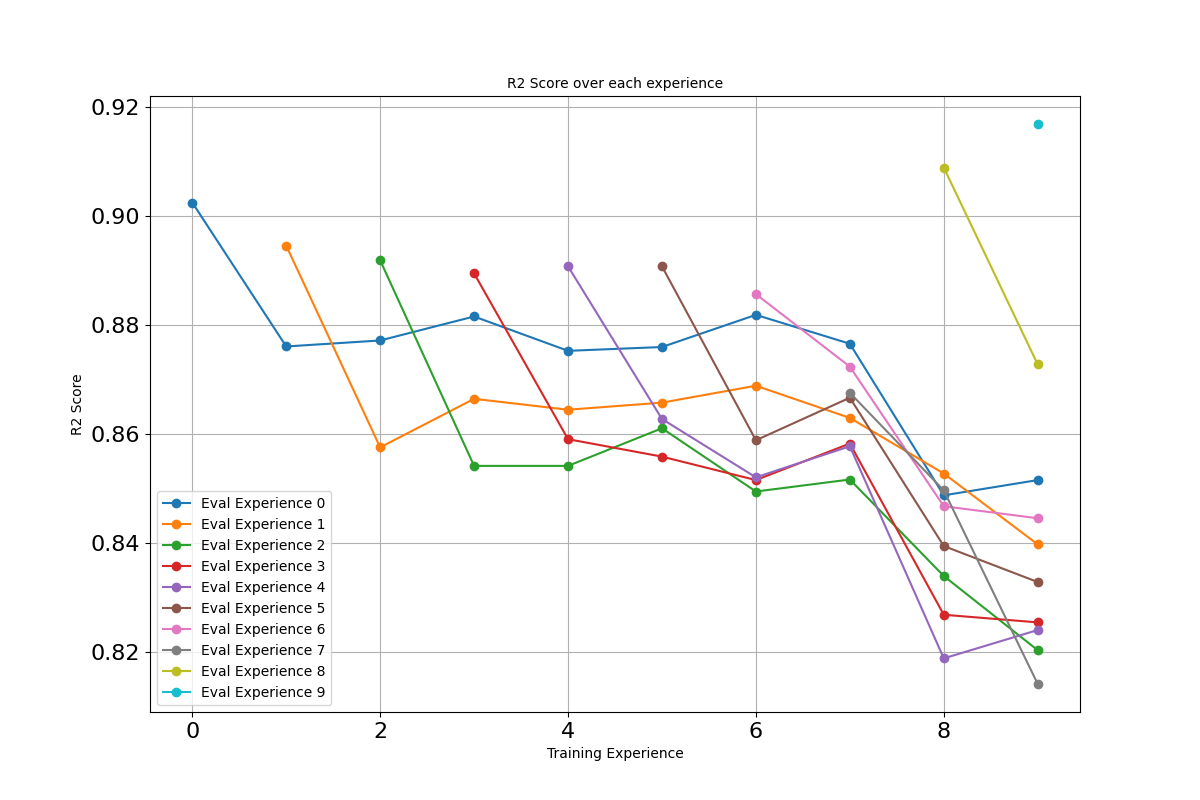 R2 Score over each experience
0.92
0.90
0.88
0.86
0.84
0.82
R2 Score
Eval Experience 0
Eval Experience 1
Eval Experience 2
Eval Experience 3
Eval Experience 4
Eval Experience 5
Eval Experience 6
Eval Experience 7
Eval Experience 8
Eval Experience 9
0 2 4 6 8
Training Experience